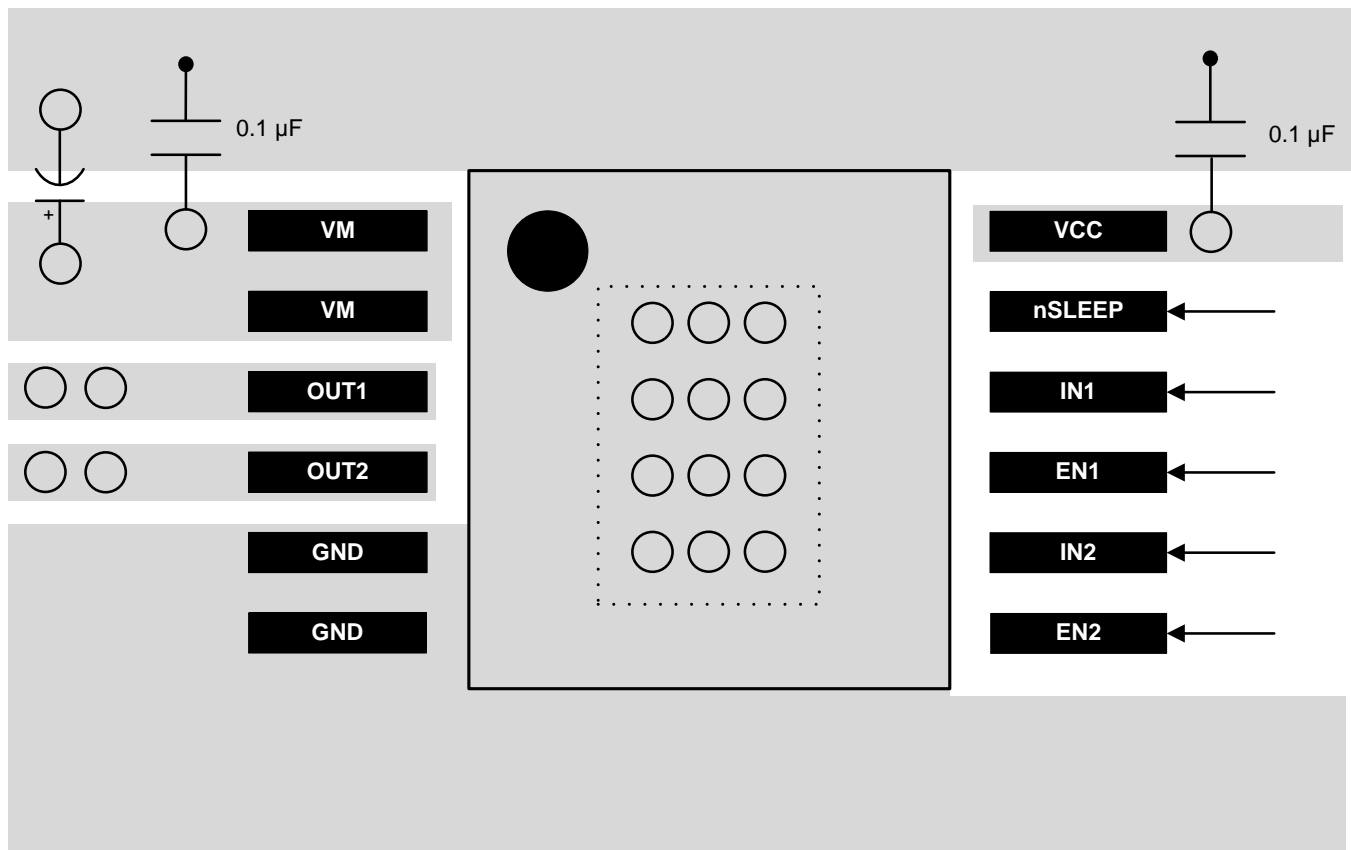 0.1 µF
0.1 µF
+
VM
VCC
VM
nSLEEP
OUT1
IN1
OUT2
EN1
GND
IN2
GND
EN2